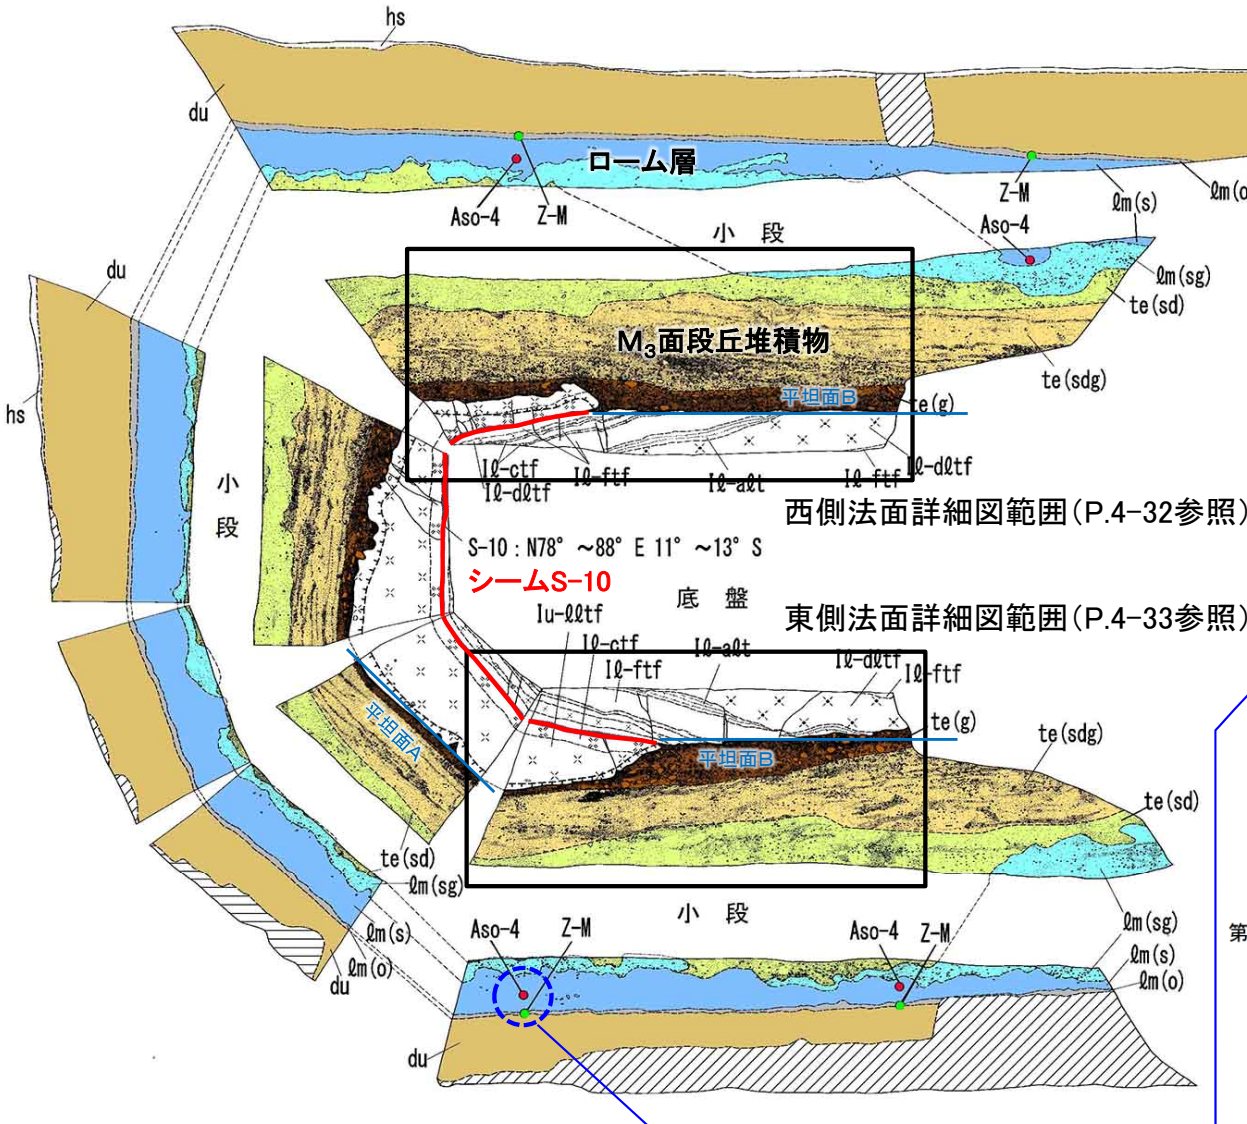 hs
du
ローム層
Aso-4
Z-M
Z-M
ℓm(s)
ℓm(o
小 段
Aso-4
ℓm(sg)
te(sd)
du
M₃面段丘堆積物
te(sdg)
平坦面B
te(g)
hs
小
段
Iℓ-ctf
Iℓ-dℓtf
Iℓ-ftf
Iℓ-aℓt
Iℓ-ftf
Iℓ-dℓtf
西側法面詳細図範囲(P.4-32参照)
S-10 : N78° ～88° E 11° ～13° S
シームS-10
底 盤
Iu-ℓℓtf
東側法面詳細図範囲(P.4-33参照)
Iℓ-ctf
Iℓ-ftf
Iℓ-aℓt
Iℓ-dℓtf
Iℓ-ftf
te(g)
平坦面A
平坦面B
te(sdg)
te(sd)
te(sd)
ℓm(sg)
小 段
ℓm(s)
ℓm(o)
du
Aso-4
Z-M
Aso-4
Z-M
ℓm(sg)
ℓm(s)
ℓm(o)
第
du